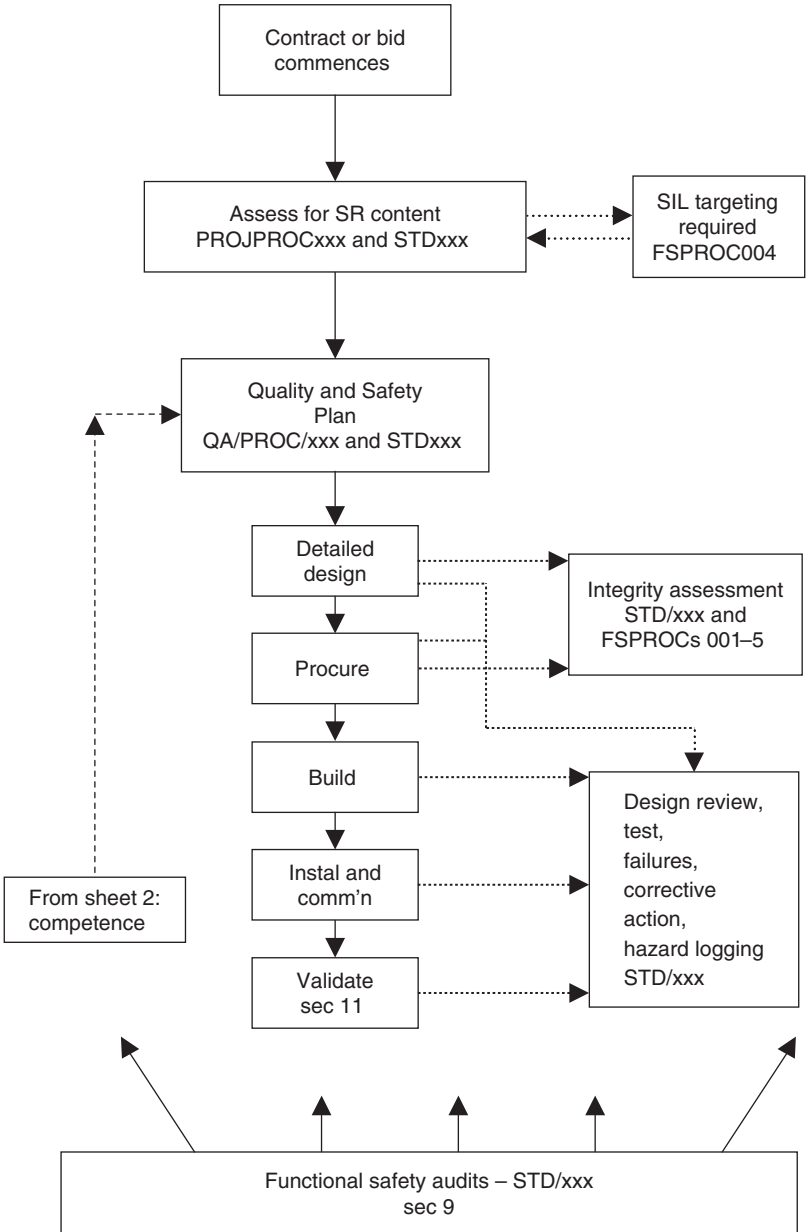 Contract or bid
commences
Assess for SR content
PROJPROCxxx and STDxxx
SIL targeting
required
FSPROC004
Quality and Safety
Plan
QA/PROC/xxx and STDxxx
Detailed
design
Integrity assessment
STD/xxx and
FSPROCs 001–5
Procure
Build
Design review,
test,
failures,
corrective
action,
hazard logging
STD/xxx
Instal and
comm'n
From sheet 2:
competence
Validate
sec 11
Functional safety audits – STD/xxx
sec 9